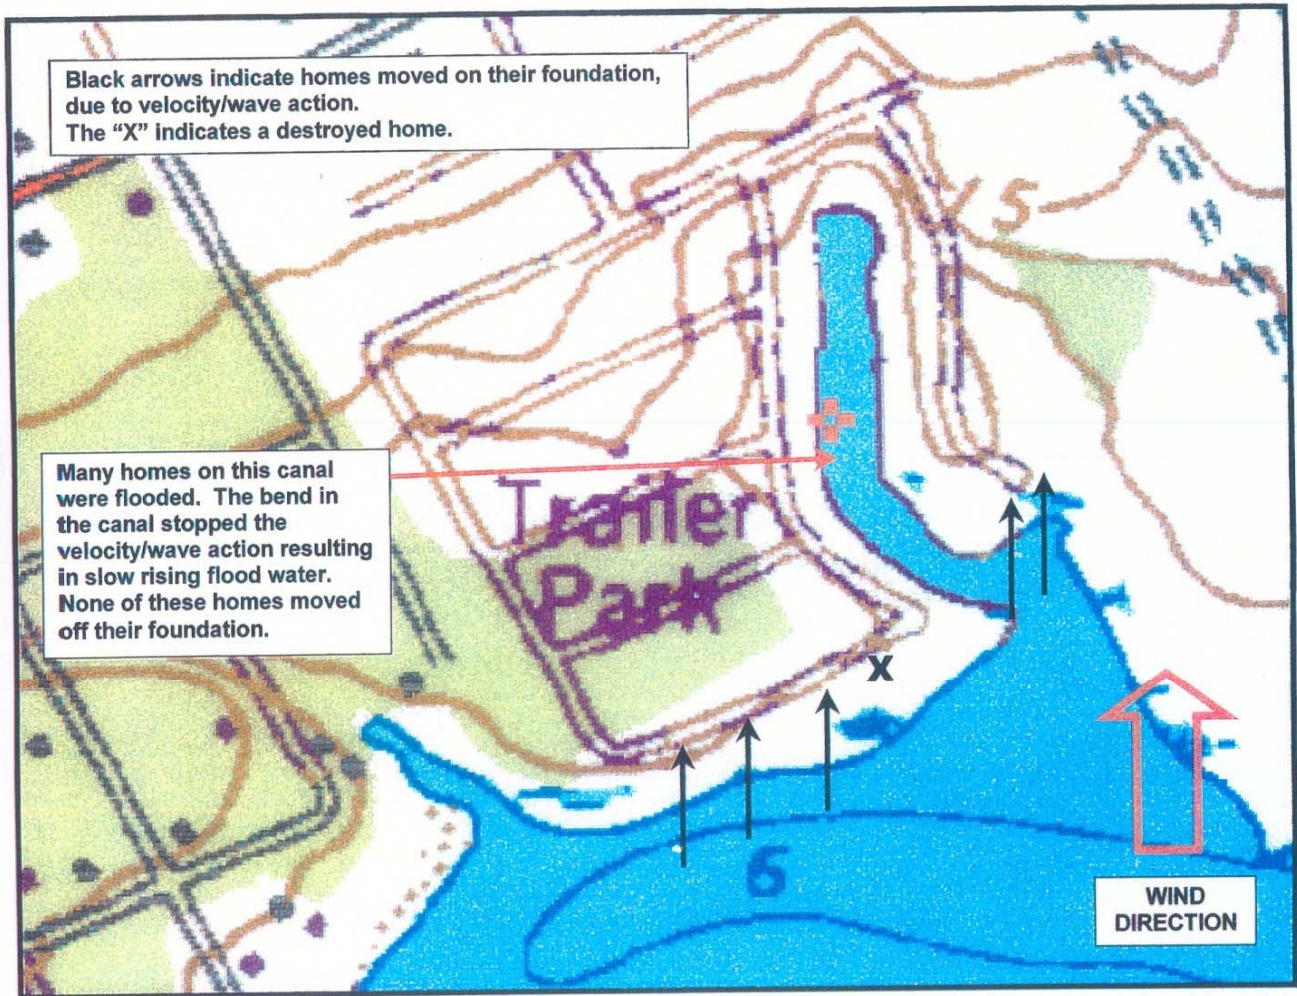 Black arrows indicate homes moved on their foundation,
due to velocity/wave action.
The “X” indicates a destroyed home.
15
Many homes on this canal
were flooded. The bend in
the canal stopped the
velocity/wave action resulting
in slow rising flood water.
None of these homes moved
off their foundation.
Trailer
Park
X
6
WIND
DIRECTION